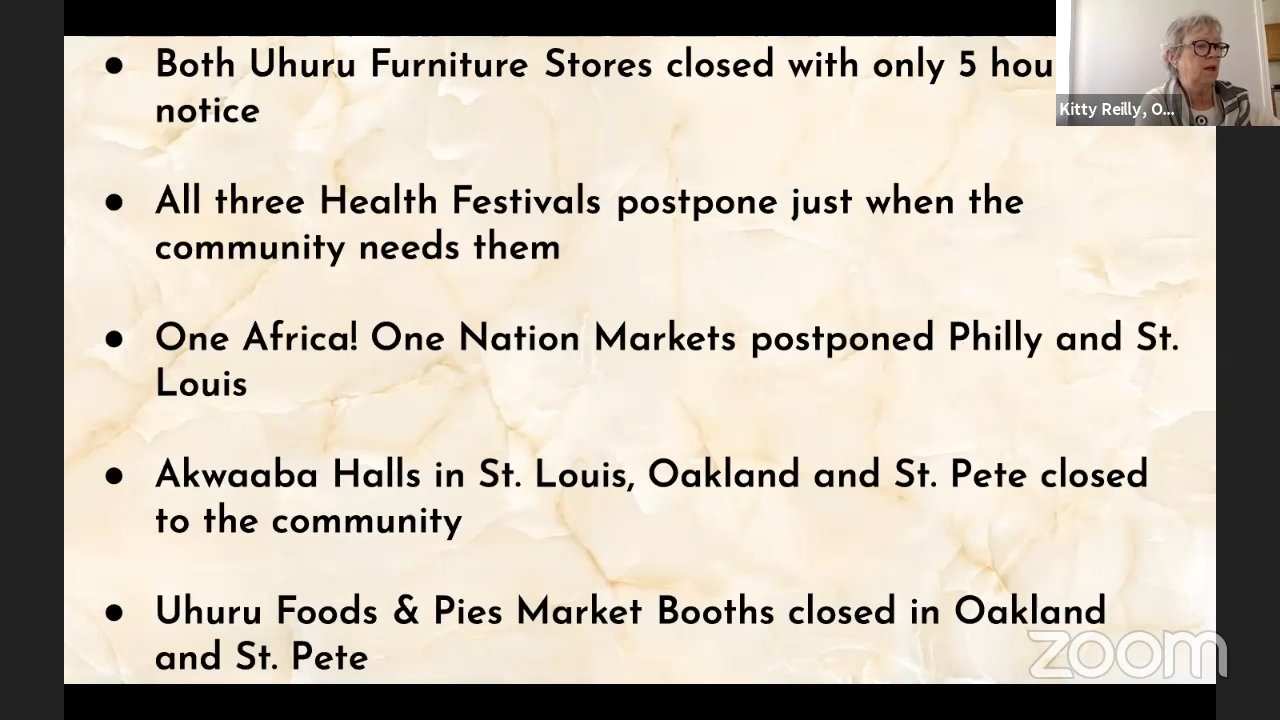 ● Both Uhuru Furniture Stores closed with only 5 hou
notice
● All three Health Festivals postpone just when the
community needs them
● One Africa! One Nation Markets postponed Philly and St.
Louis
● Akwaaba Halls in St. Louis, Oakland and St. Pete closed
to the community
● Uhuru Foods & Pies Market Booths closed in Oakland
and St. Pete
Kitty Reilly, O...
zoom